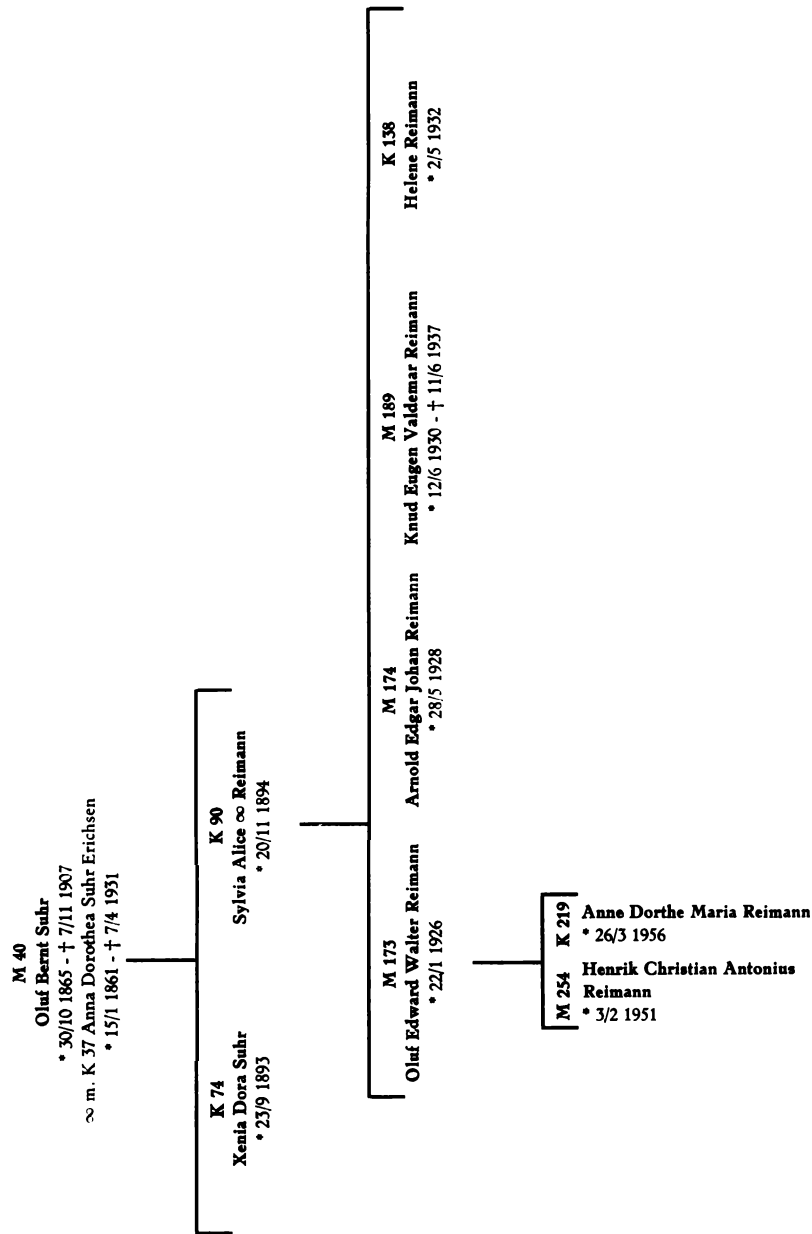 M 40
Oluf Bernt Suhr
* 30/10 1865 - † 7/11 1907
∞ m. K 37 Anna Dorothea Suhr Erichsen
* 15/1 1861 - † 7/4 1931
K 74
Xenia Dora Suhr
* 23/9 1893
K 90
Sylvia Alice ∞ Reimann
* 20/11 1894
M 173
Oluf Edward Walter Reimann
* 22/1 1926
M 174
Arnold Edgar Johan Reimann
* 28/5 1928
M 189
Knud Eugen Valdemar Reimann
* 12/6 1930 - † 11/6 1937
K 138
Helene Reimann
* 2/5 1932
M 254
Henrik Christian Antonius
Reimann
* 3/2 1951
K 219
Anne Dorthe Maria Reimann
* 26/3 1956